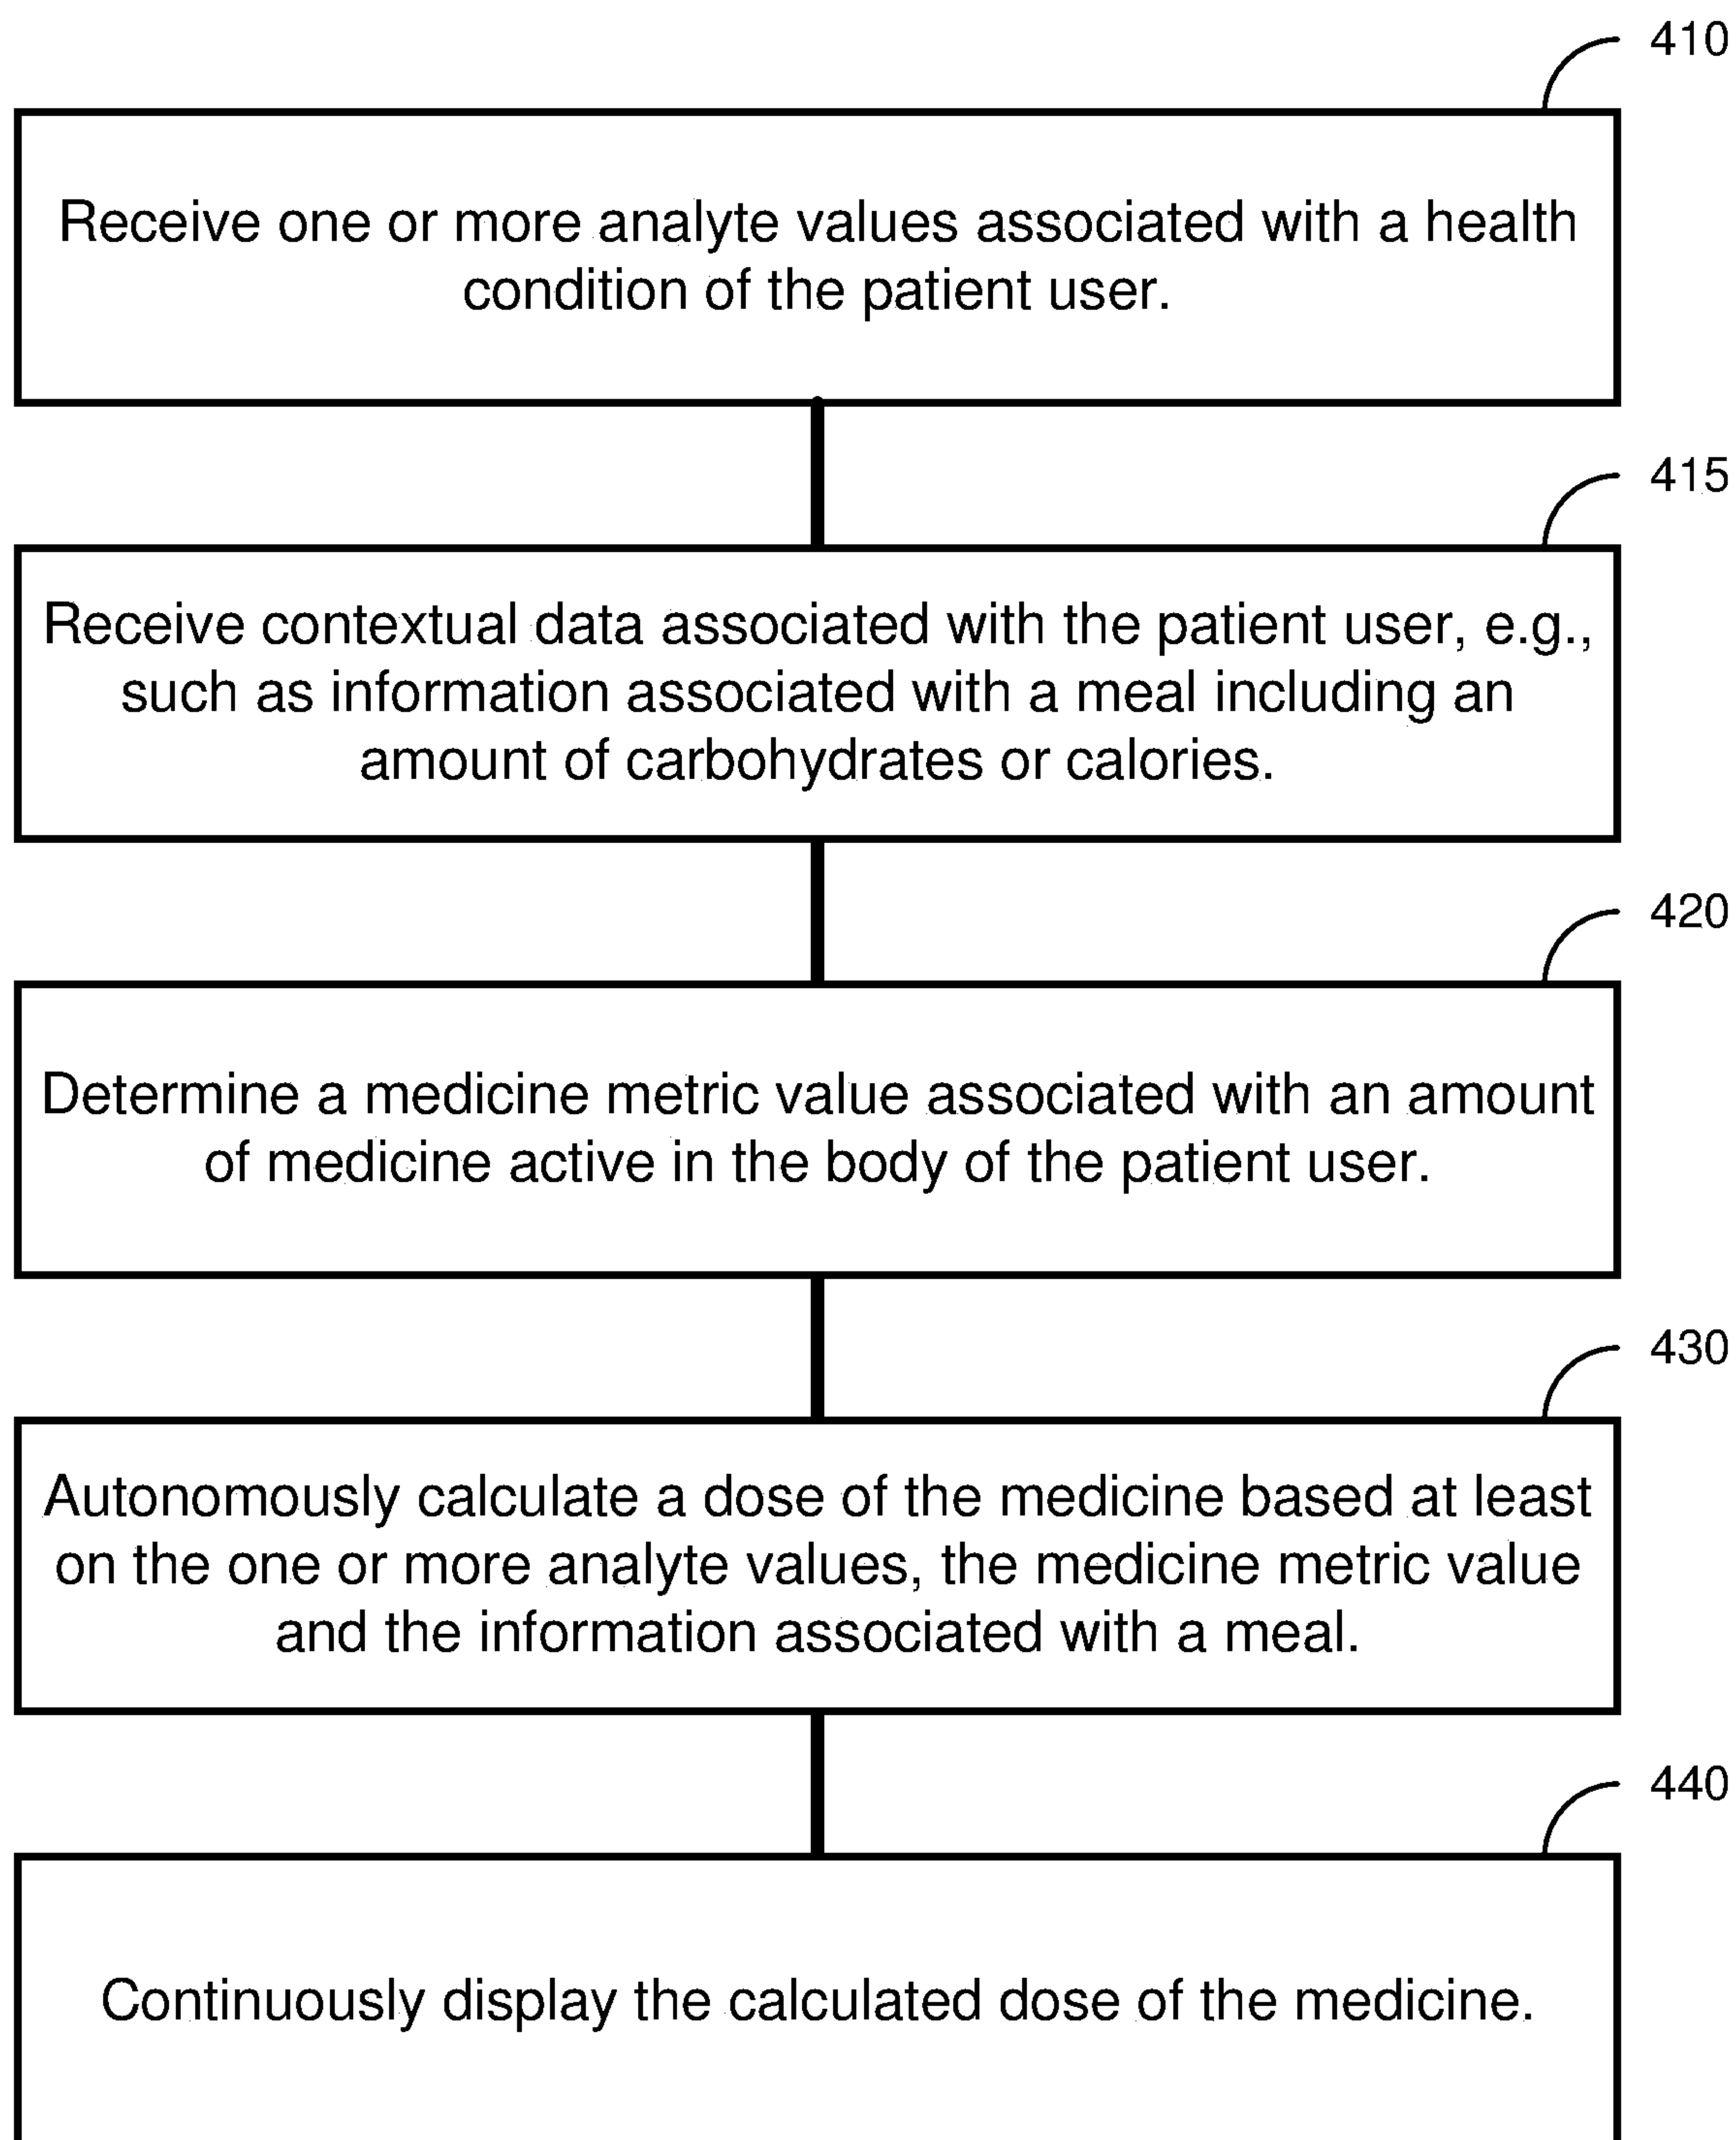 410
Receive one or more analyte values associated with a health
condition of the patient user.
415
Receive contextual data associated with the patient user, e.g.,
such as information associated with a meal including an
amount of carbohydrates or calories.
420
Determine a medicine metric value associated with an amount
of medicine active in the body of the patient user.
430
Autonomously calculate a dose of the medicine based at least
on the one or more analyte values, the medicine metric value
and the information associated with a meal.
440
Continuously display the calculated dose of the medicine.